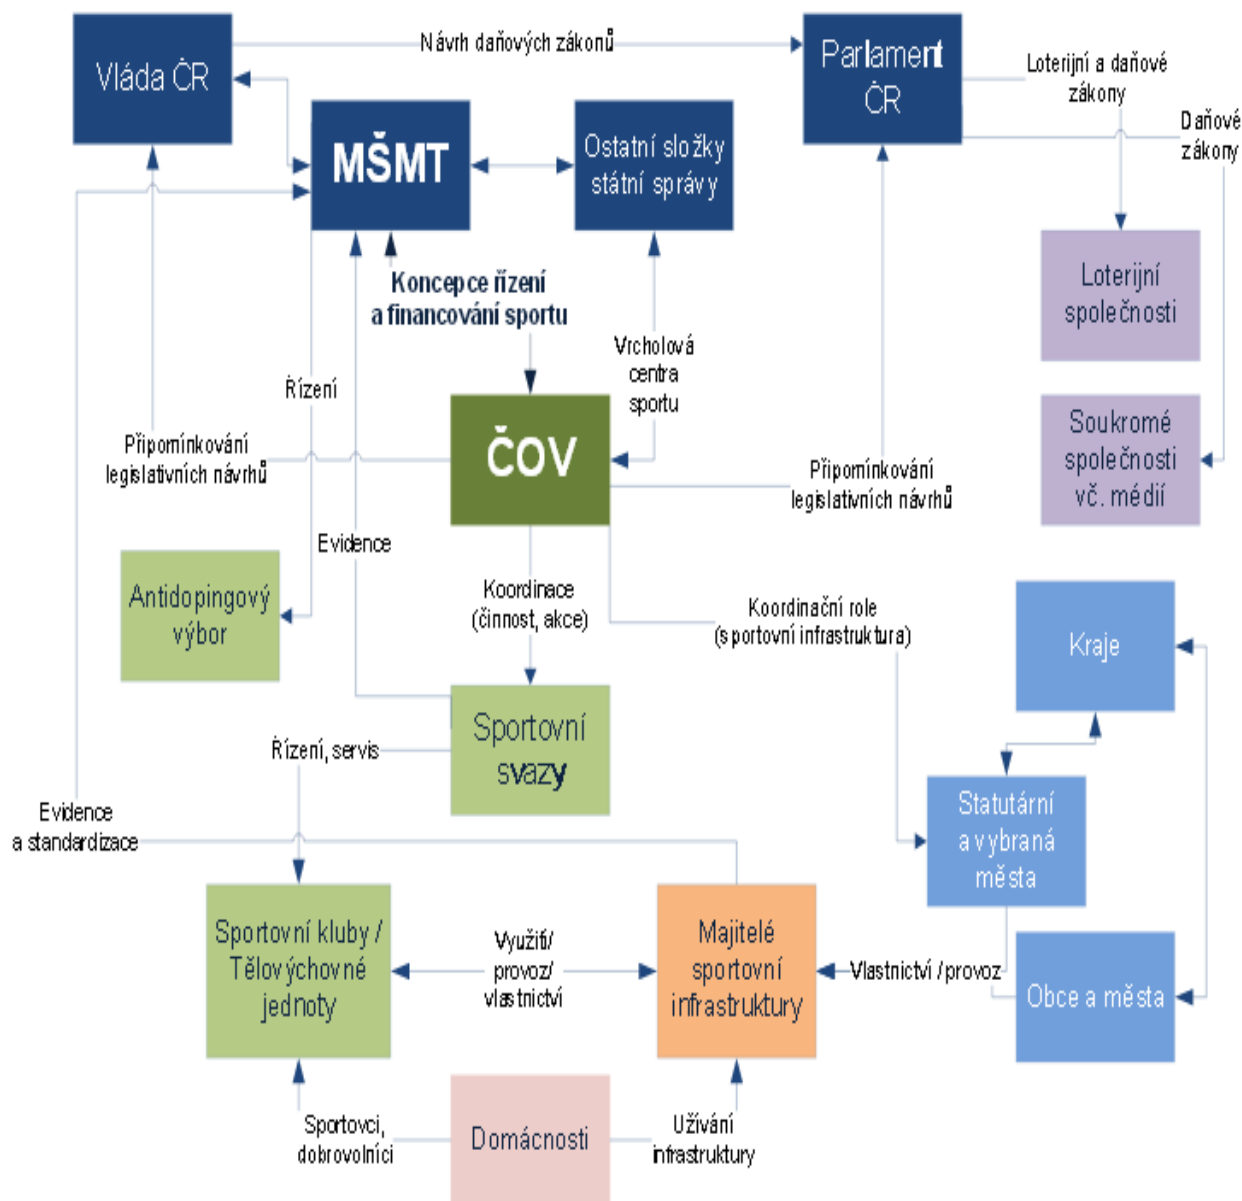 Vláda ČR
Návrh daňových zákonů
Parlament
ČR
Loterijní a daňové
zákony
Daňové
zákony
MŠMT
Ostatní složky
státní správy
Koncepce řízení
a financování sportu
Loterijní
společnosti
Řízení
Vrcholová
centra
sportu
Připomínkování
legislativních návrhů
ČOV
Připomínkování
legislativních návrhů
Soukromé
společnosti
vč. médií
Evidence
Antidopingový
výbor
Koordinace
(činnost, akce)
Koordinační role
(sportovní infrastruktura)
Kraje
Sportovní
svazy
Řízení, servis
Evidence
a standardizace
Statutární
a vybraná
města
Sportovní kluby /
Tělovýchovné
jednoty
Využití/
provoz/
vlastnictví
Majitelé
sportovní
infrastruktury
Vlastnictví / provoz
Obce a města
Sportovci,
dobrovolníci
Domácnosti
Užívání
infrastruktury